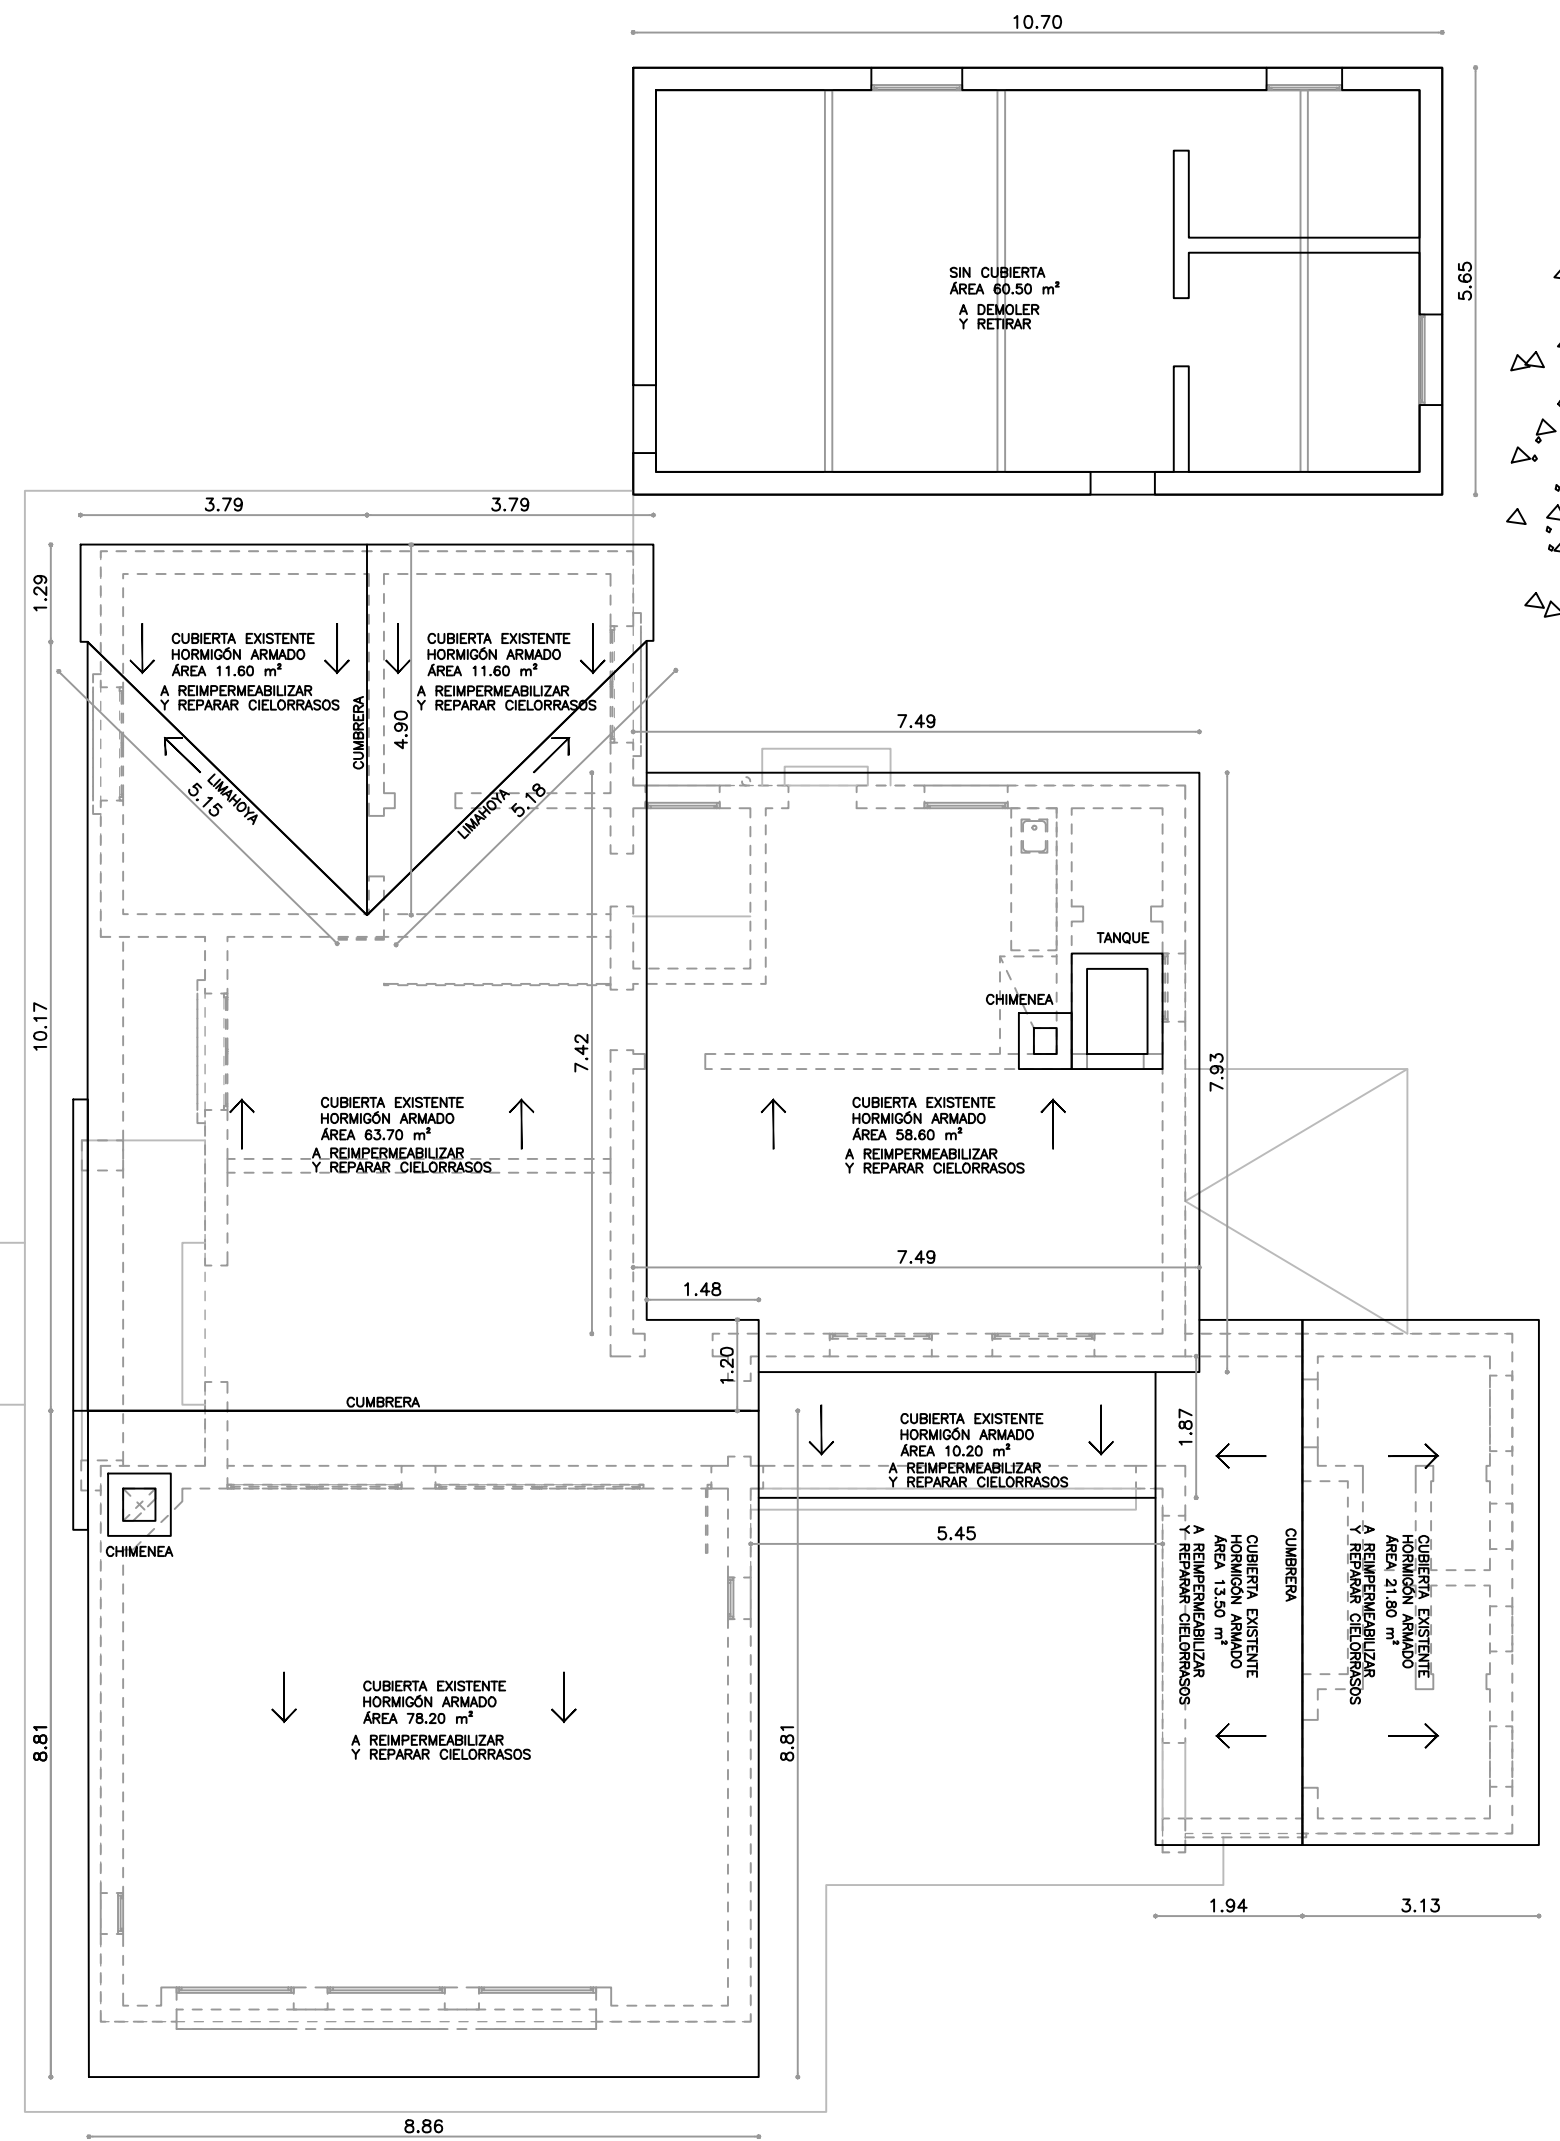 10.70
5.65
SIN CUBIERTA
ÁREA 60.50 m²
A DEMOLER
Y RETIRAR
3.79
3.79
1.29
CUBIERTA EXISTENTE
HORMIGÓN ARMADO
ÁREA 11.60 m²
A REIMPERMEABILIZAR
Y REPARAR CIELORRASOS
CUBIERTA EXISTENTE
HORMIGÓN ARMADO
ÁREA 11.60 m²
A REIMPERMEABILIZAR
Y REPARAR CIELORRASOS
CUMBRERA
4.90
LIMAHOYA
5.15
LIMAHOYA
5.18
7.49
TANQUE
CHIMENEA
10.17
7.42
7.93
CUBIERTA EXISTENTE
HORMIGÓN ARMADO
ÁREA 63.70 m²
A REIMPERMEABILIZAR
Y REPARAR CIELORRASOS
CUBIERTA EXISTENTE
HORMIGÓN ARMADO
ÁREA 58.60 m²
A REIMPERMEABILIZAR
Y REPARAR CIELORRASOS
7.49
1.48
1.20
CUMBRERA
CUBIERTA EXISTENTE
HORMIGÓN ARMADO
ÁREA 10.20 m²
A REIMPERMEABILIZAR
Y REPARAR CIELORRASOS
1.87
5.45
CHIMENEA
CUBIERTA EXISTENTE
HORMIGÓN ARMADO
ÁREA 13.50 m²
A REIMPERMEABILIZAR
Y REPARAR CIELORRASOS
CUMBRERA
CUBIERTA EXISTENTE
HORMIGÓN ARMADO
ÁREA 21.80 m²
A REIMPERMEABILIZAR
Y REPARAR CIELORRASOS
CUBIERTA EXISTENTE
HORMIGÓN ARMADO
ÁREA 78.20 m²
A REIMPERMEABILIZAR
Y REPARAR CIELORRASOS
8.81
8.81
1.94
3.13
8.86